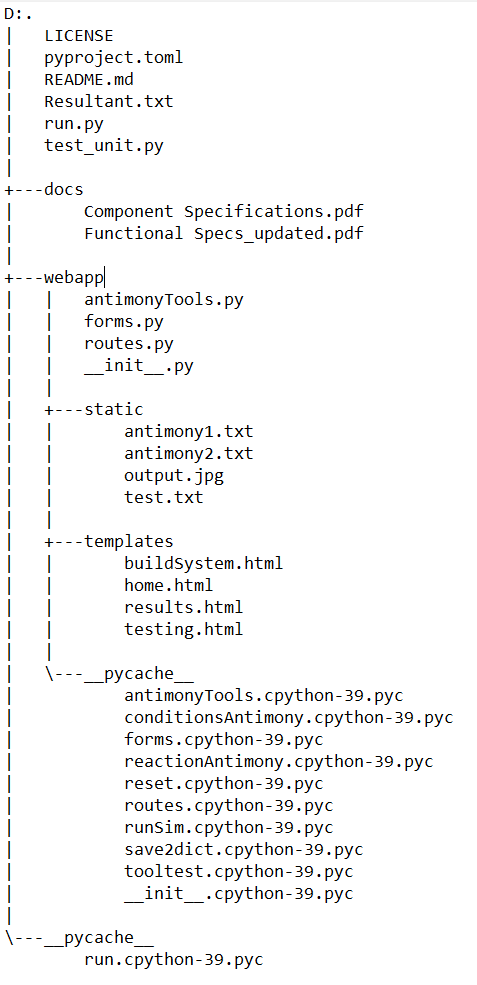 D:.
|   LICENSE
|   pyproject.toml
|   README.md
|   Resultant.txt
|   run.py
|   test_unit.py
|
+---docs
|       Component Specifications.pdf
|       Functional Specs_updated.pdf
|
+---webapp
|   |   antimonyTools.py
|   |   forms.py
|   |   routes.py
|   |   __init__.py
|   |
|   +---static
|   |       antimony1.txt
|   |       antimony2.txt
|   |       output.jpg
|   |       test.txt
|   |
|   +---templates
|   |       buildSystem.html
|   |       home.html
|   |       results.html
|   |       testing.html
|   |
|   \---__pycache__
|           antimonyTools.cpython-39.pyc
|           conditionsAntimony.cpython-39.pyc
|           forms.cpython-39.pyc
|           reactionAntimony.cpython-39.pyc
|           reset.cpython-39.pyc
|           routes.cpython-39.pyc
|           runSim.cpython-39.pyc
|           save2dict.cpython-39.pyc
|           tooltest.cpython-39.pyc
|           __init__.cpython-39.pyc
|
\---__pycache__
        run.cpython-39.pyc